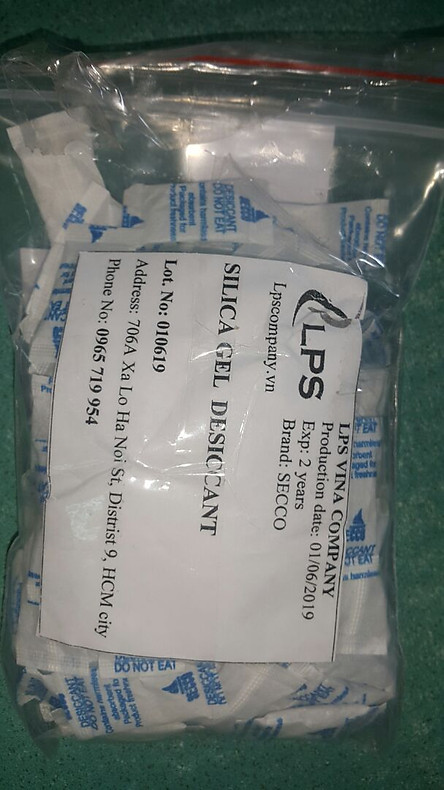 LPS
Lpscompany.vn
LPS VINA COMPANY
Production date: 01/06/2019
Exp: 2 years
Brand: SECCO
SILICA GEL DESICCANT
Lot. No: 010619
Address: 706A Xa Lo Ha Noi St, District 9, HCM city
Phone No: 0965 719 954
DESICCANT
DO NOT EAT
DO NOT EAT